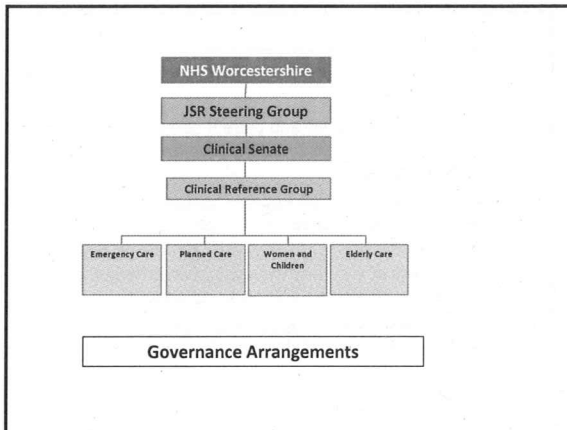 NHS Worcestershire
JSR Steering Group
Clinical Senate
Clinical Reference Group
Emergency Care
Planned Care
Women and
Children
Elderly Care
Governance Arrangements